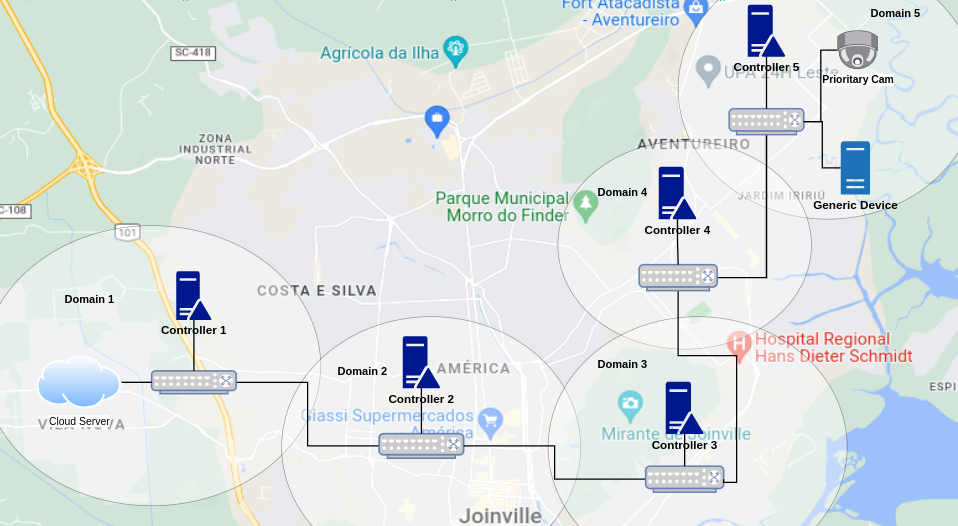 Fort Atacadista
- Aventureiro
Domain 5
SC-418
Agrícola da Ilha
Controller 5
UPA 24H Leste
Prioritary Cam
ZONA
INDUSTRIAL
NORTE
AVENTUREIRO
Parque Municipal
Morro do Finder
Domain 4
JARDIM IRIRIÚ
Generic Device
C-108
101
Controller 4
Domain 1
COSTA E SILVA
Controller 1
Hospital Regional
Hans Dieter Schmidt
Domain 2
AMÉRICA
Domain 3
ESPI
Controller 2
Cloud Server
VILA NOVA
Giassi Supermercados
América
Mirante de Joinville
Controller 3
Joinville